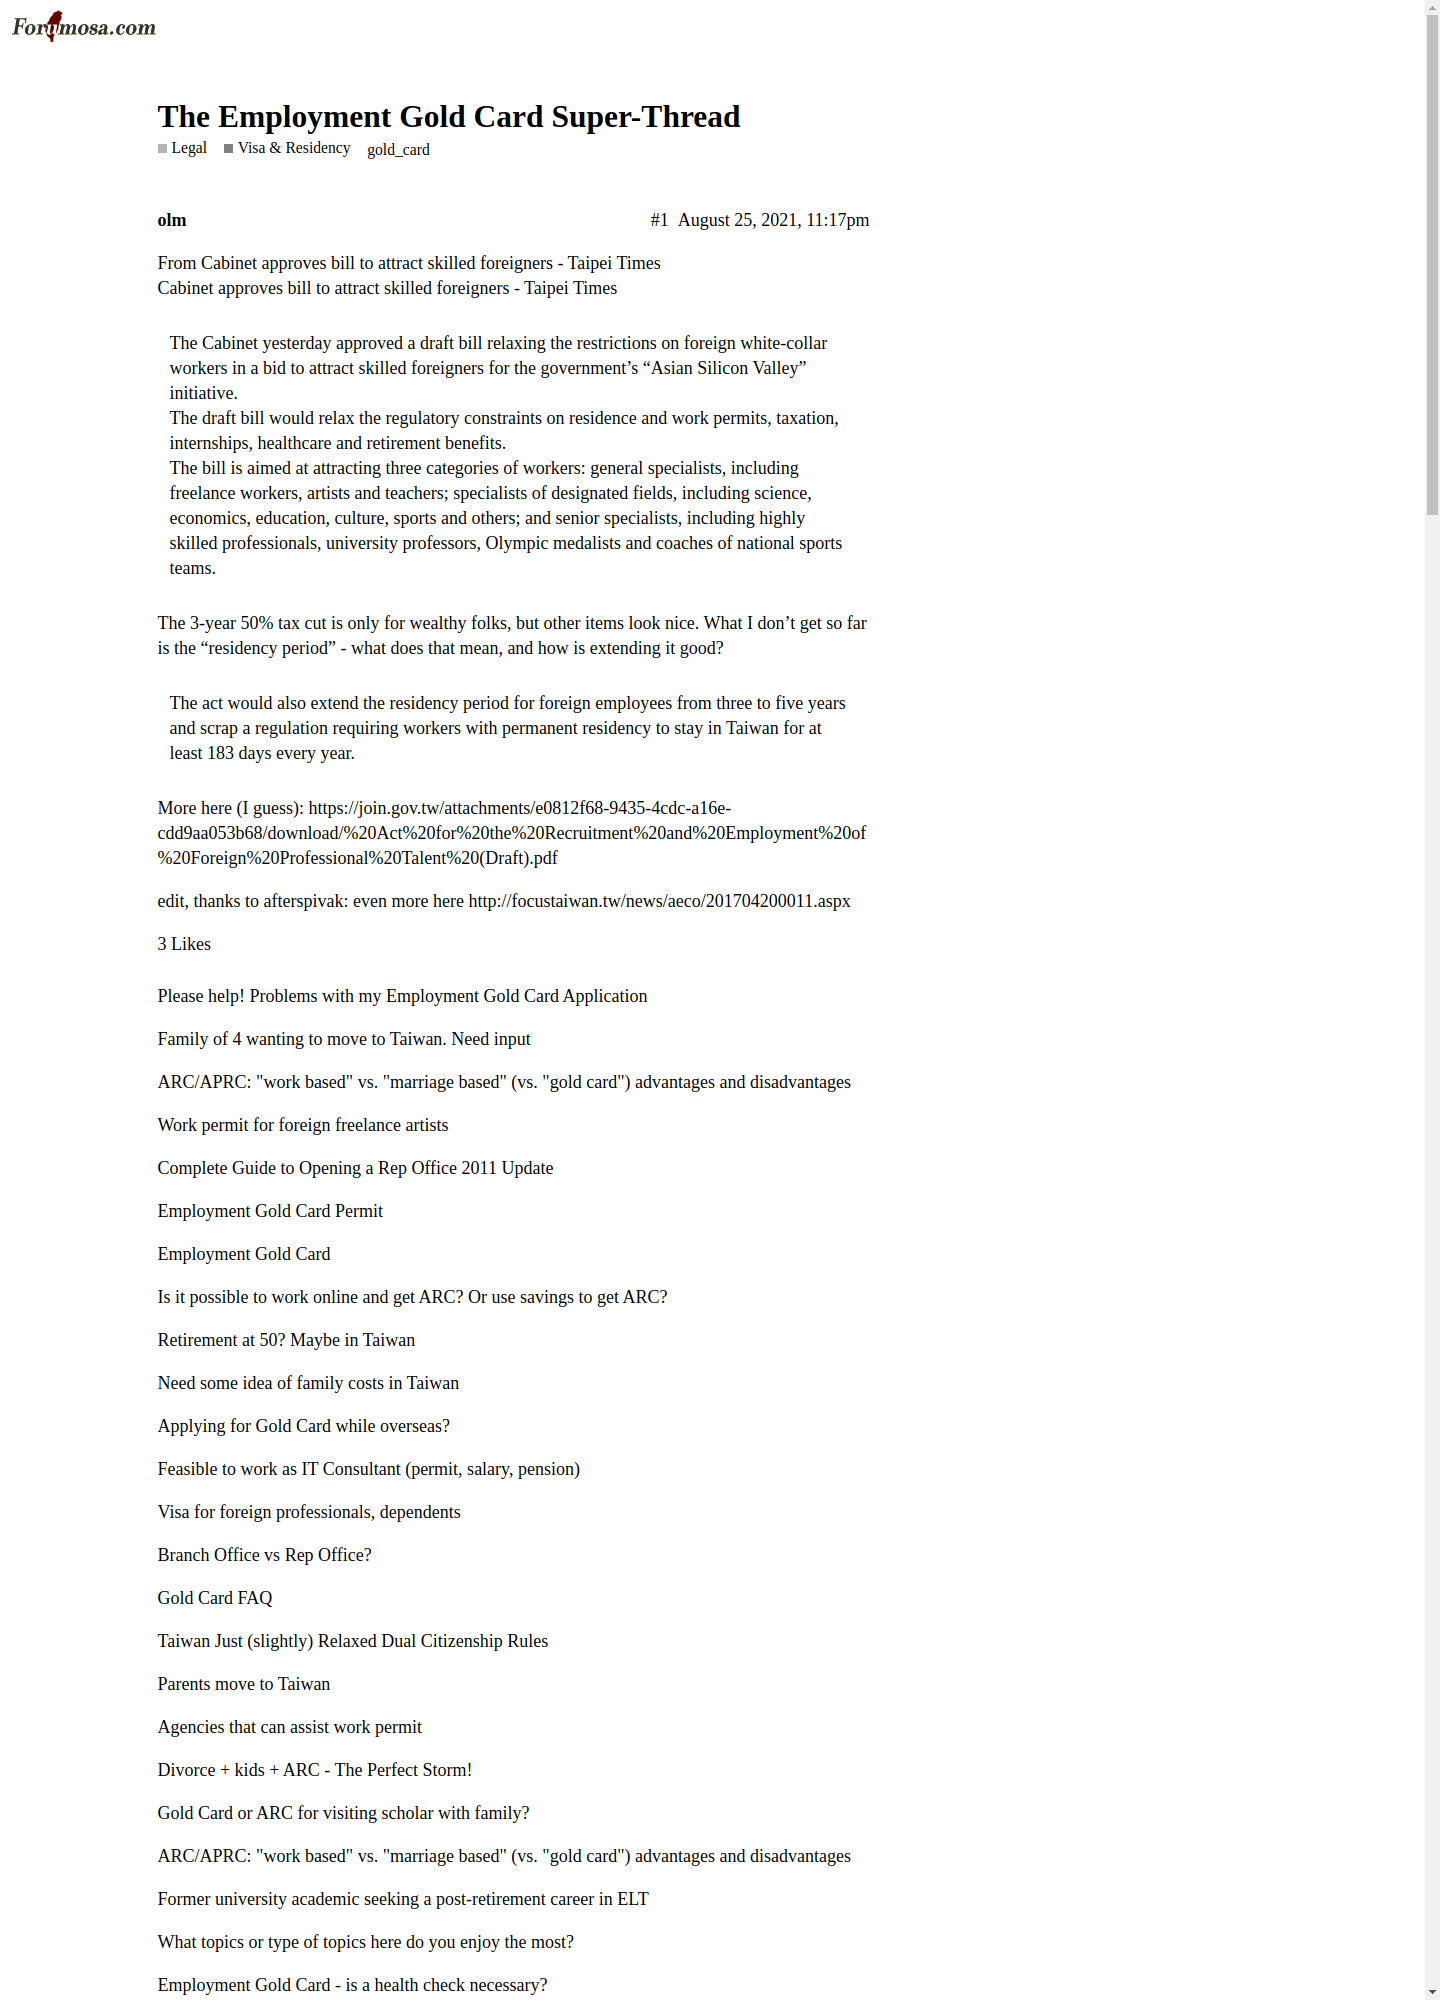 Forumosa.com
The Employment Gold Card Super-Thread
Legal Visa & Residency gold_card
olm #1 August 25, 2021, 11:17pm
From Cabinet approves bill to attract skilled foreigners - Taipei Times
Cabinet approves bill to attract skilled foreigners - Taipei Times
The Cabinet yesterday approved a draft bill relaxing the restrictions on foreign white-collar
workers in a bid to attract skilled foreigners for the government’s “Asian Silicon Valley”
initiative.
The draft bill would relax the regulatory constraints on residence and work permits, taxation,
internships, healthcare and retirement benefits.
The bill is aimed at attracting three categories of workers: general specialists, including
freelance workers, artists and teachers; specialists of designated fields, including science,
economics, education, culture, sports and others; and senior specialists, including highly
skilled professionals, university professors, Olympic medalists and coaches of national sports
teams.
The 3-year 50% tax cut is only for wealthy folks, but other items look nice. What I don’t get so far
is the “residency period” - what does that mean, and how is extending it good?
The act would also extend the residency period for foreign employees from three to five years
and scrap a regulation requiring workers with permanent residency to stay in Taiwan for at
least 183 days every year.
More here (I guess): https://join.gov.tw/attachments/e0812f68-9435-4cdc-a16e-
cdd9aa053b68/download/%20Act%20for%20the%20Recruitment%20and%20Employment%20of
%20Foreign%20Professional%20Talent%20(Draft).pdf
edit, thanks to afterspivak: even more here http://focustaiwan.tw/news/aeco/201704200011.aspx
3 Likes
Please help! Problems with my Employment Gold Card Application
Family of 4 wanting to move to Taiwan. Need input
ARC/APRC: "work based" vs. "marriage based" (vs. "gold card") advantages and disadvantages
Work permit for foreign freelance artists
Complete Guide to Opening a Rep Office 2011 Update
Employment Gold Card Permit
Employment Gold Card
Is it possible to work online and get ARC? Or use savings to get ARC?
Retirement at 50? Maybe in Taiwan
Need some idea of family costs in Taiwan
Applying for Gold Card while overseas?
Feasible to work as IT Consultant (permit, salary, pension)
Visa for foreign professionals, dependents
Branch Office vs Rep Office?
Gold Card FAQ
Taiwan Just (slightly) Relaxed Dual Citizenship Rules
Parents move to Taiwan
Agencies that can assist work permit
Divorce + kids + ARC - The Perfect Storm!
Gold Card or ARC for visiting scholar with family?
ARC/APRC: "work based" vs. "marriage based" (vs. "gold card") advantages and disadvantages
Former university academic seeking a post-retirement career in ELT
What topics or type of topics here do you enjoy the most?
Employment Gold Card - is a health check necessary?